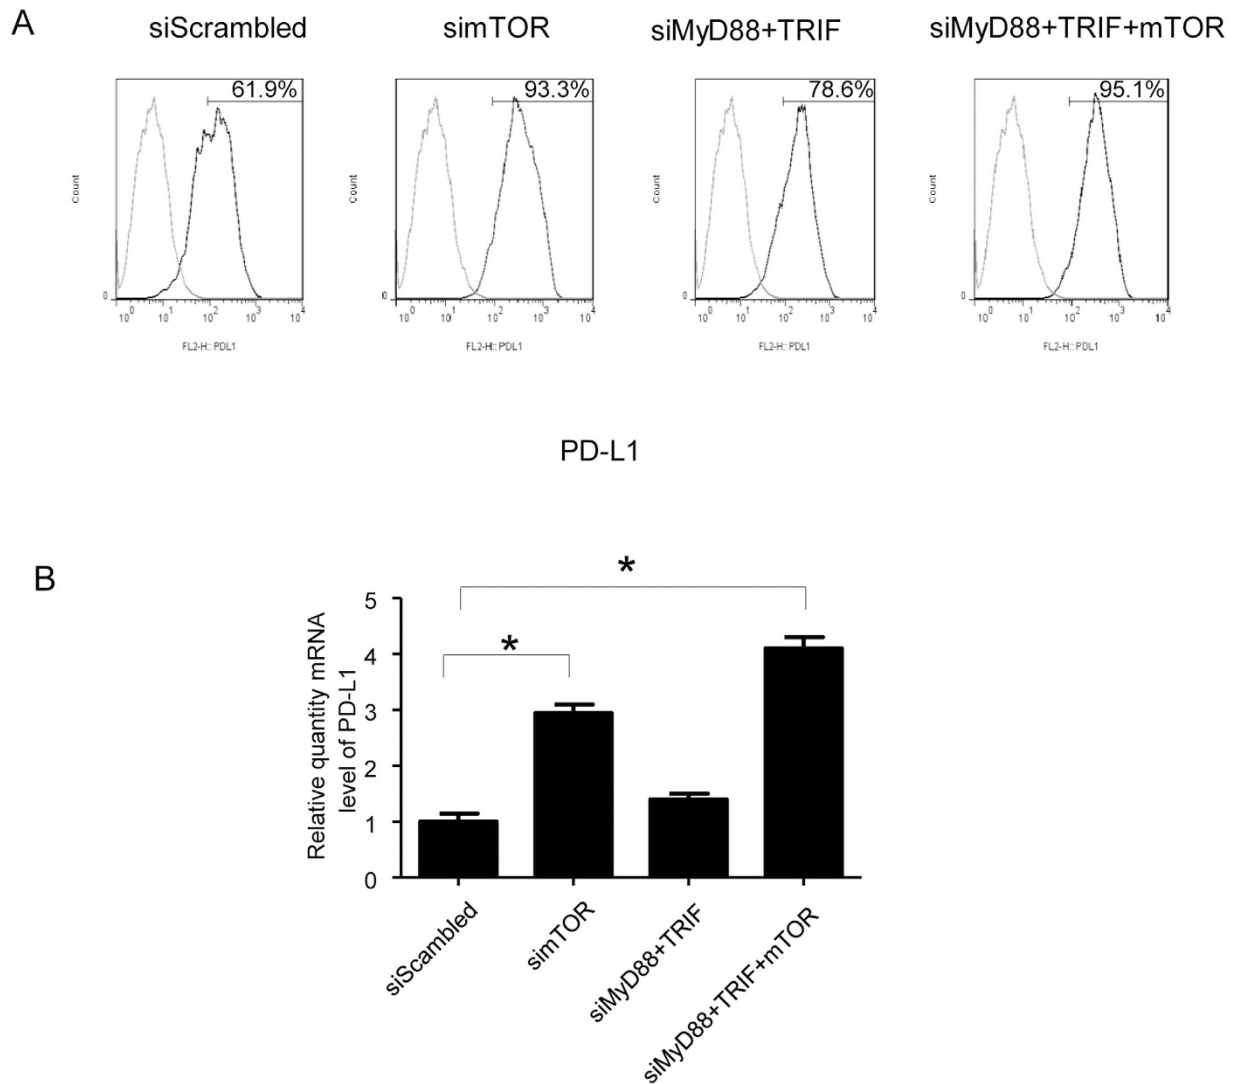 A
siScrambled simTOR siMyD88+TRIF siMyD88+TRIF+mTOR
61.9% 93.3% 78.6% 95.1%
Count Count Count
0 0 0 0
10^0 10^1 10^2 10^3 10^4 10^0 10^1 10^2 10^3 10^4 10^0 10^1 10^2 10^3 10^4 10^0 10^1 10^2 10^3 10^4
FL2-H:: PDL1 FL2-H:: PDL1 FL2-H:: PDL1 FL2-H:: PDL1
PD-L1
B
*
*
Relative quantity mRNA
level of PD-L1
5
4
3
2
1
0
siScambled
simTOR
siMyD88+TRIF
siMyD88+TRIF+mTOR